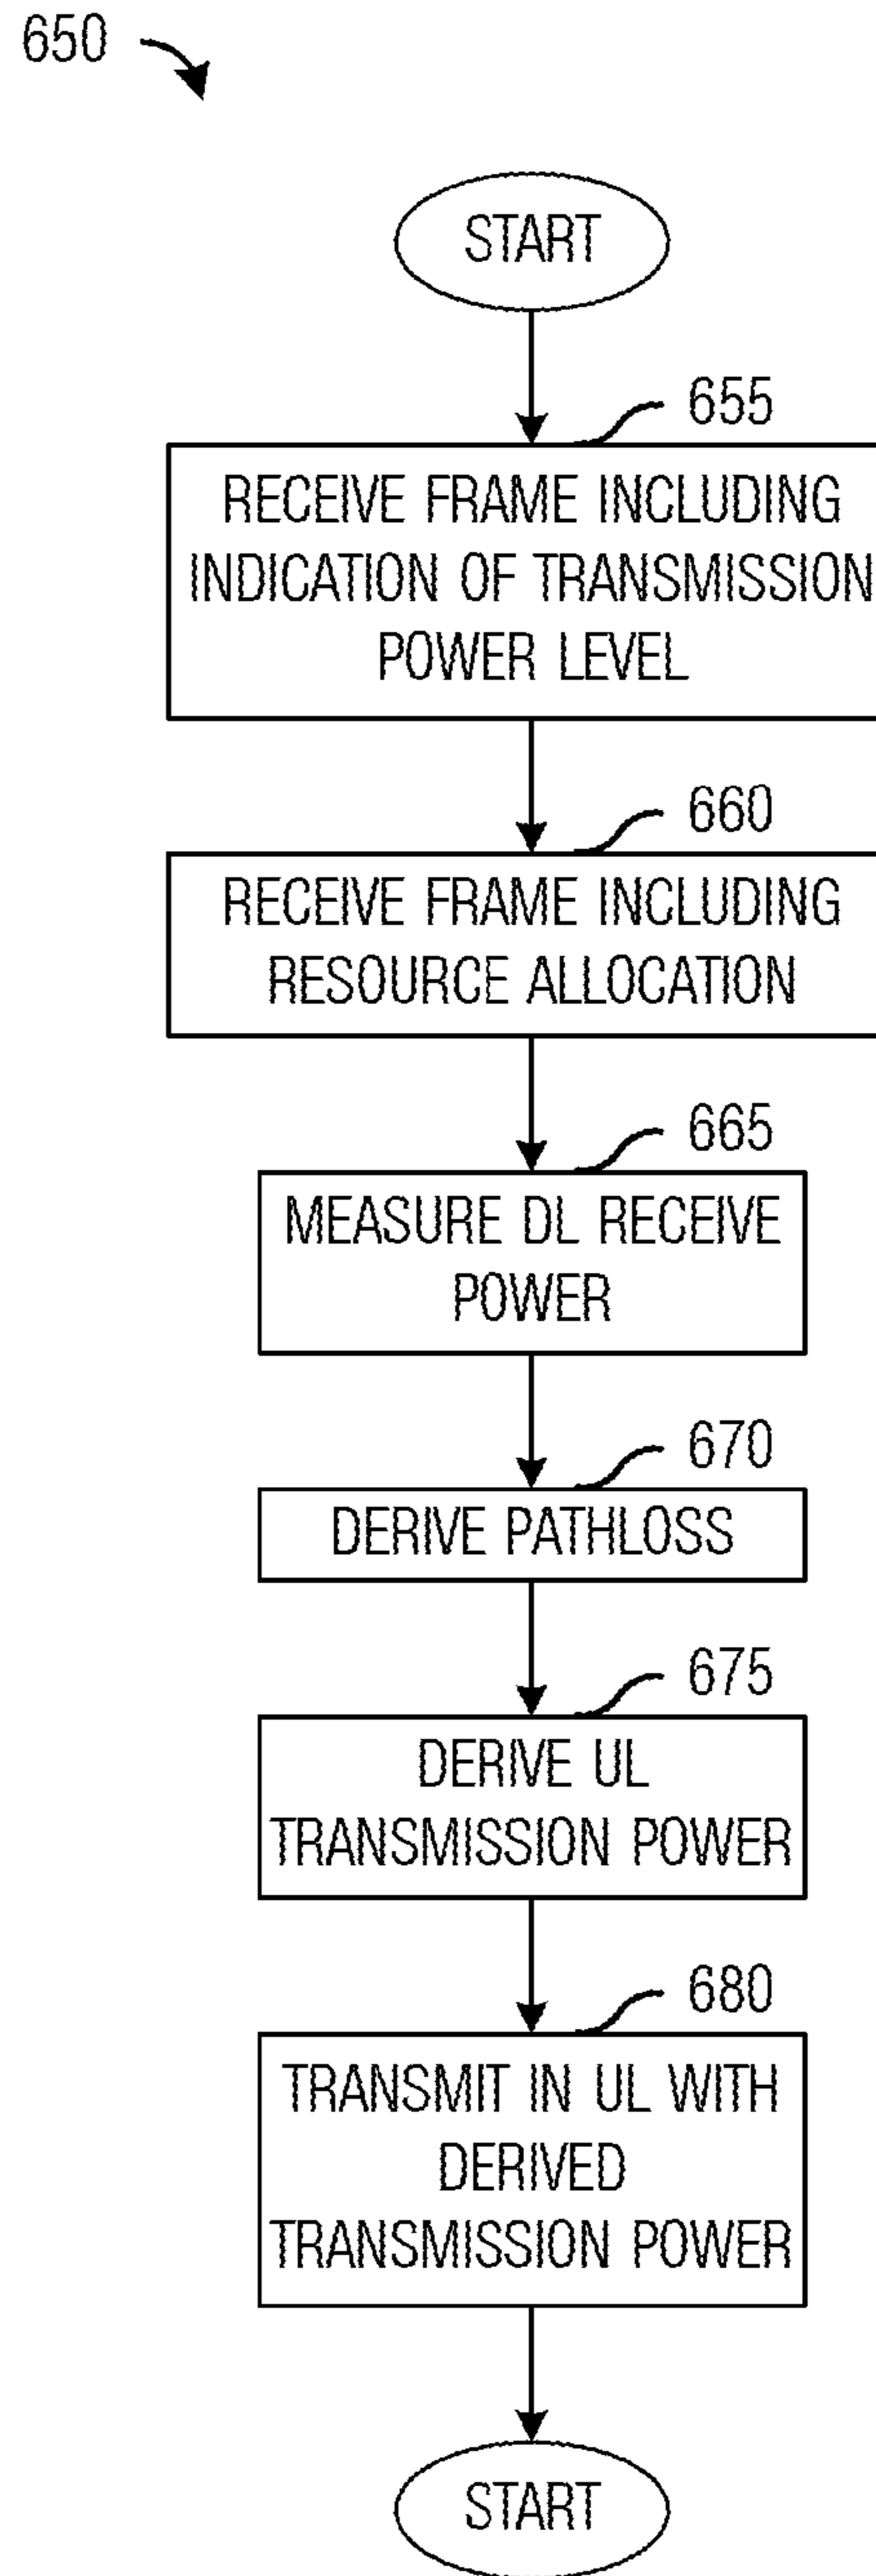 650
START
655
RECEIVE FRAME INCLUDING
INDICATION OF TRANSMISSION
POWER LEVEL
660
RECEIVE FRAME INCLUDING
RESOURCE ALLOCATION
665
MEASURE DL RECEIVE
POWER
670
DERIVE PATHLOSS
675
DERIVE UL
TRANSMISSION POWER
680
TRANSMIT IN UL WITH
DERIVED
TRANSMISSION POWER
START